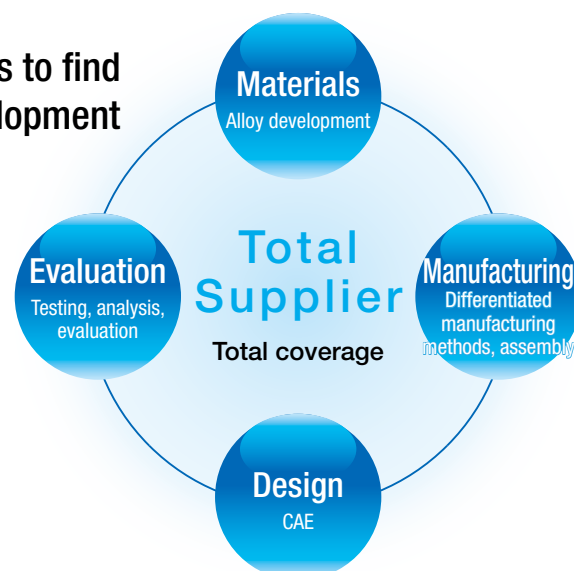 s to find
lopment
Materials
Alloy development
Evaluation
Testing, analysis,
evaluation
Total
Supplier
Total coverage
Manufacturing
Differentiated
manufacturing
methods, assembly
Design
CAE